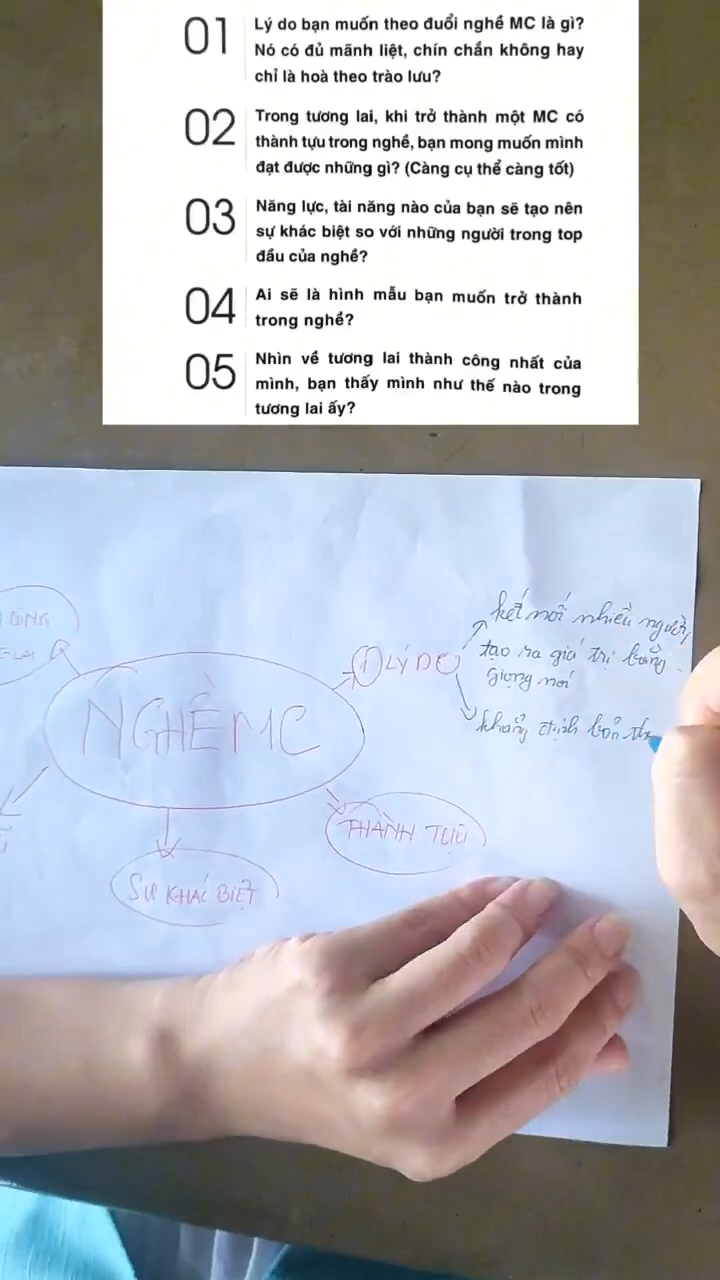 01
Lý do bạn muốn theo đuổi nghề MC là gì?
Nó có đủ mãnh liệt, chín chắn không hay
chỉ là hoà theo trào lưu?
02
Trong tương lai, khi trở thành một MC có
thành tựu trong nghề, bạn mong muốn mình
đạt được những gì? (Càng cụ thể càng tốt)
03
Năng lực, tài năng nào của bạn sẽ tạo nên
sự khác biệt so với những người trong top
đầu của nghề?
04
Ai sẽ là hình mẫu bạn muốn trở thành
trong nghề?
05
Nhìn về tương lai thành công nhất của
mình, bạn thấy mình như thế nào trong
tương lai ấy?
NGHỀ MC
1 LÝ DO
kết nối nhiều người,
tạo ra giá trị bằng
giọng nói
khẳng định bản th
THÀNH TỰU
SỰ KHÁC BIỆT